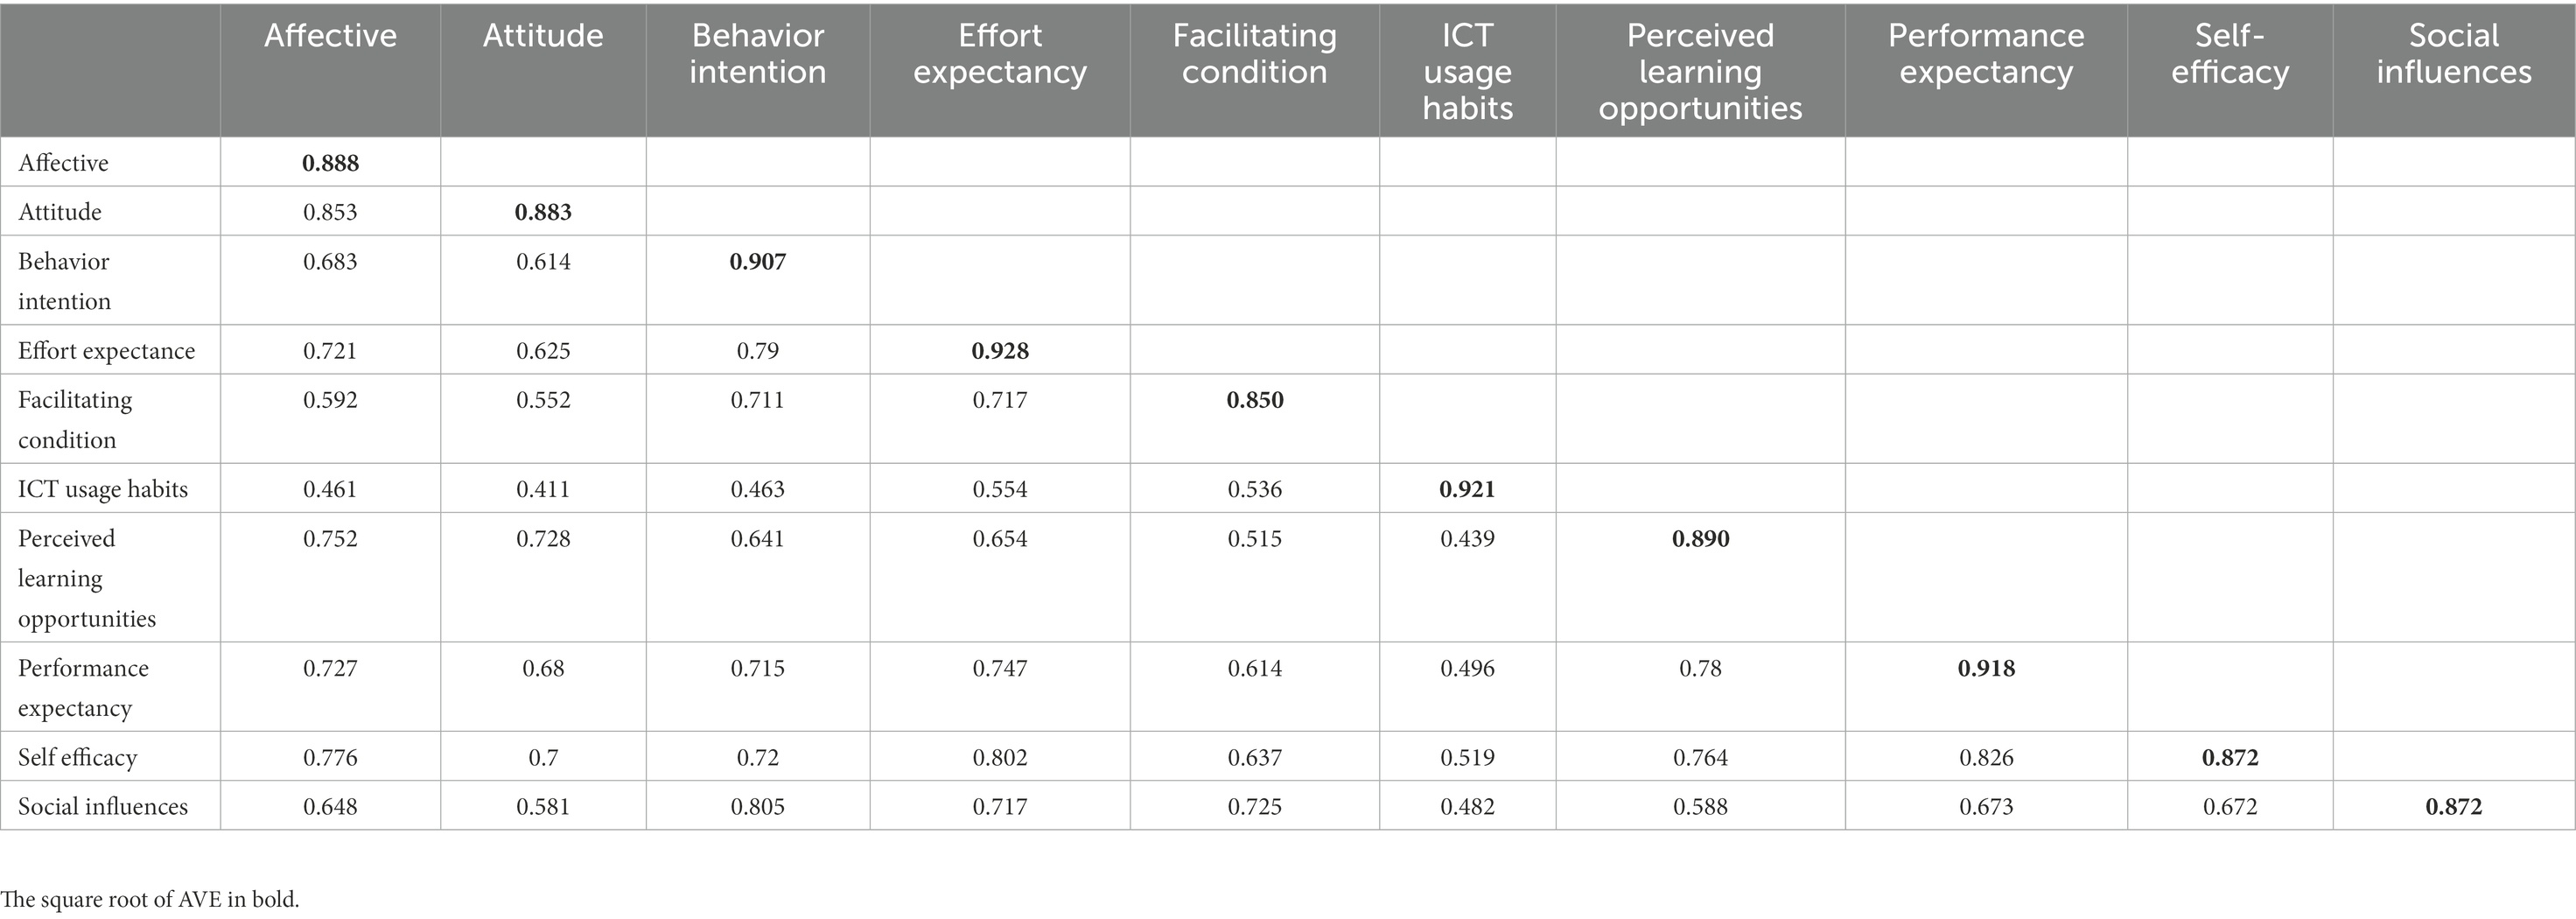 Affective Attitude Behavior intention Effort expectancy Facilitating condition ICT usage habits Perceived learning opportunities Performance expectancy Self-efficacy Social influences
Affective 0.888
Attitude 0.853 0.883
Behavior intention 0.683 0.614 0.907
Effort expectance 0.721 0.625 0.79 0.928
Facilitating condition 0.592 0.552 0.711 0.717 0.850
ICT usage habits 0.461 0.411 0.463 0.554 0.536 0.921
Perceived learning opportunities 0.752 0.728 0.641 0.654 0.515 0.439 0.890
Performance expectancy 0.727 0.68 0.715 0.747 0.614 0.496 0.78 0.918
Self efficacy 0.776 0.7 0.72 0.802 0.637 0.519 0.764 0.826 0.872
Social influences 0.648 0.581 0.805 0.717 0.725 0.482 0.588 0.673 0.672 0.872
The square root of AVE in bold.